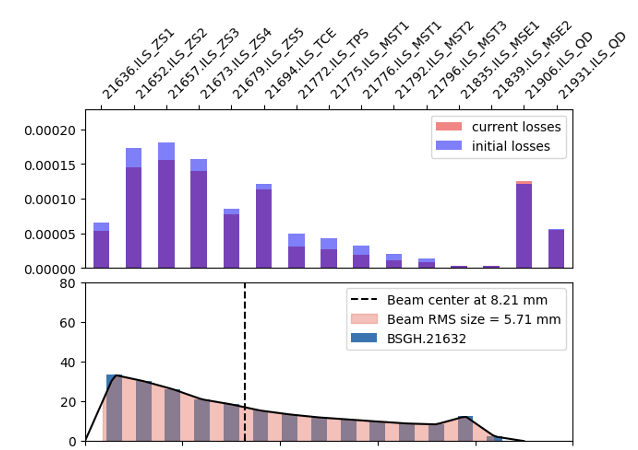 21636.ILS_ZS1
21652.ILS_ZS2
21657.ILS_ZS3
21673.ILS_ZS4
21679.ILS_ZS5
21694.ILS_TCE
21772.ILS_TPS
21775.ILS_MST1
21776.ILS_MST1
21792.ILS_MST2
21796.ILS_MST3
21835.ILS_MSE1
21839.ILS_MSE2
21906.ILS_QD
21931.ILS_QD
0.00020
0.00015
0.00010
0.00005
0.00000
current losses
initial losses
80
60
40
20
0
Beam center at 8.21 mm
Beam RMS size = 5.71 mm
BSGH.21632